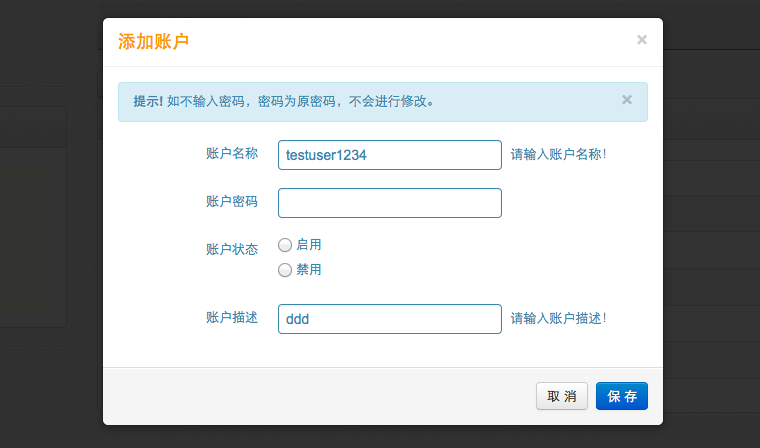 添加账户 ×
提示! 如不输入密码，密码为原密码，不会进行修改。 ×
账户名称 testuser1234 请输入账户名称!
账户密码
账户状态 启用
禁用
账户描述 ddd 请输入账户描述!
取 消 保 存